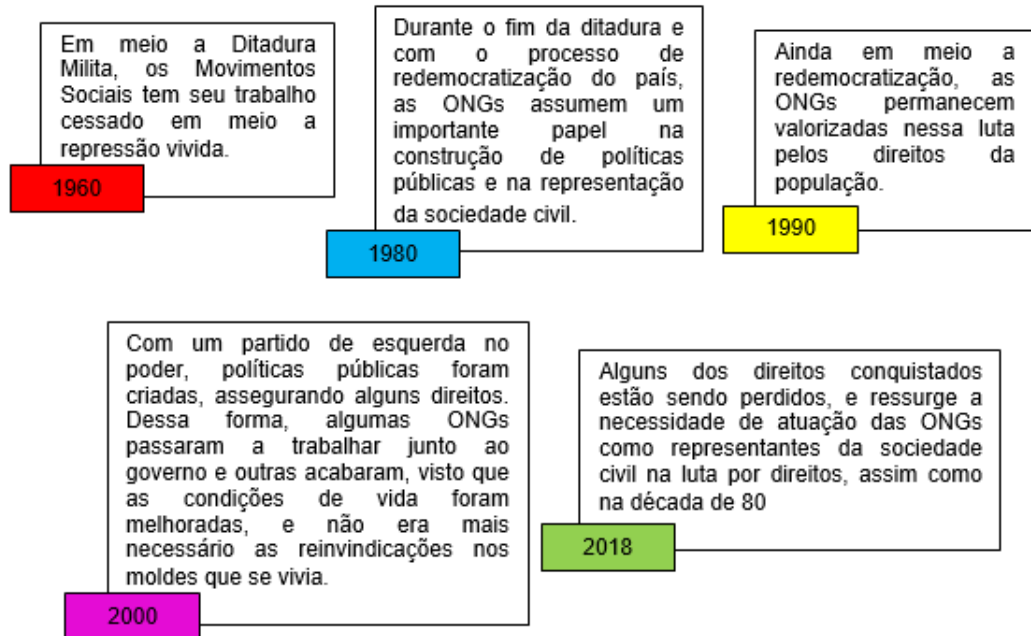 Em meio a Ditadura
Milita, os Movimentos
Sociais tem seu trabalho
cessado em meio a
repressão vivida.
1960
Durante o fim da ditadura e
com o processo de
redemocratização do país,
as ONGs assumem um
importante papel na
construção de políticas
públicas e na representação
da sociedade civil.
1980
Ainda em meio a
redemocratização, as
ONGs permanecem
valorizadas nessa luta
pelos direitos da
população.
1990
Com um partido de esquerda no
poder, políticas públicas foram
criadas, assegurando alguns direitos.
Dessa forma, algumas ONGs
passaram a trabalhar junto ao
governo e outras acabaram, visto que
as condições de vida foram
melhoradas, e não era mais
necessário as reinvindicações nos
moldes que se vivia.
2000
Alguns dos direitos conquistados
estão sendo perdidos, e ressurge a
necessidade de atuação das ONGs
como representantes da sociedade
civil na luta por direitos, assim como
na década de 80
2018